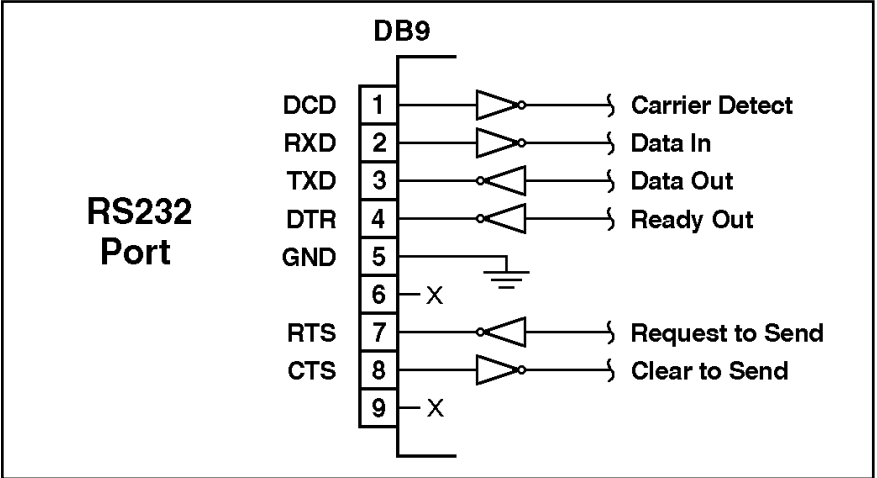 DB9
DCD 1 Carrier Detect
RXD 2 Data In
TXD 3 Data Out
RS232
Port
DTR 4 Ready Out
GND 5
6 X
RTS 7 Request to Send
CTS 8 Clear to Send
9 X